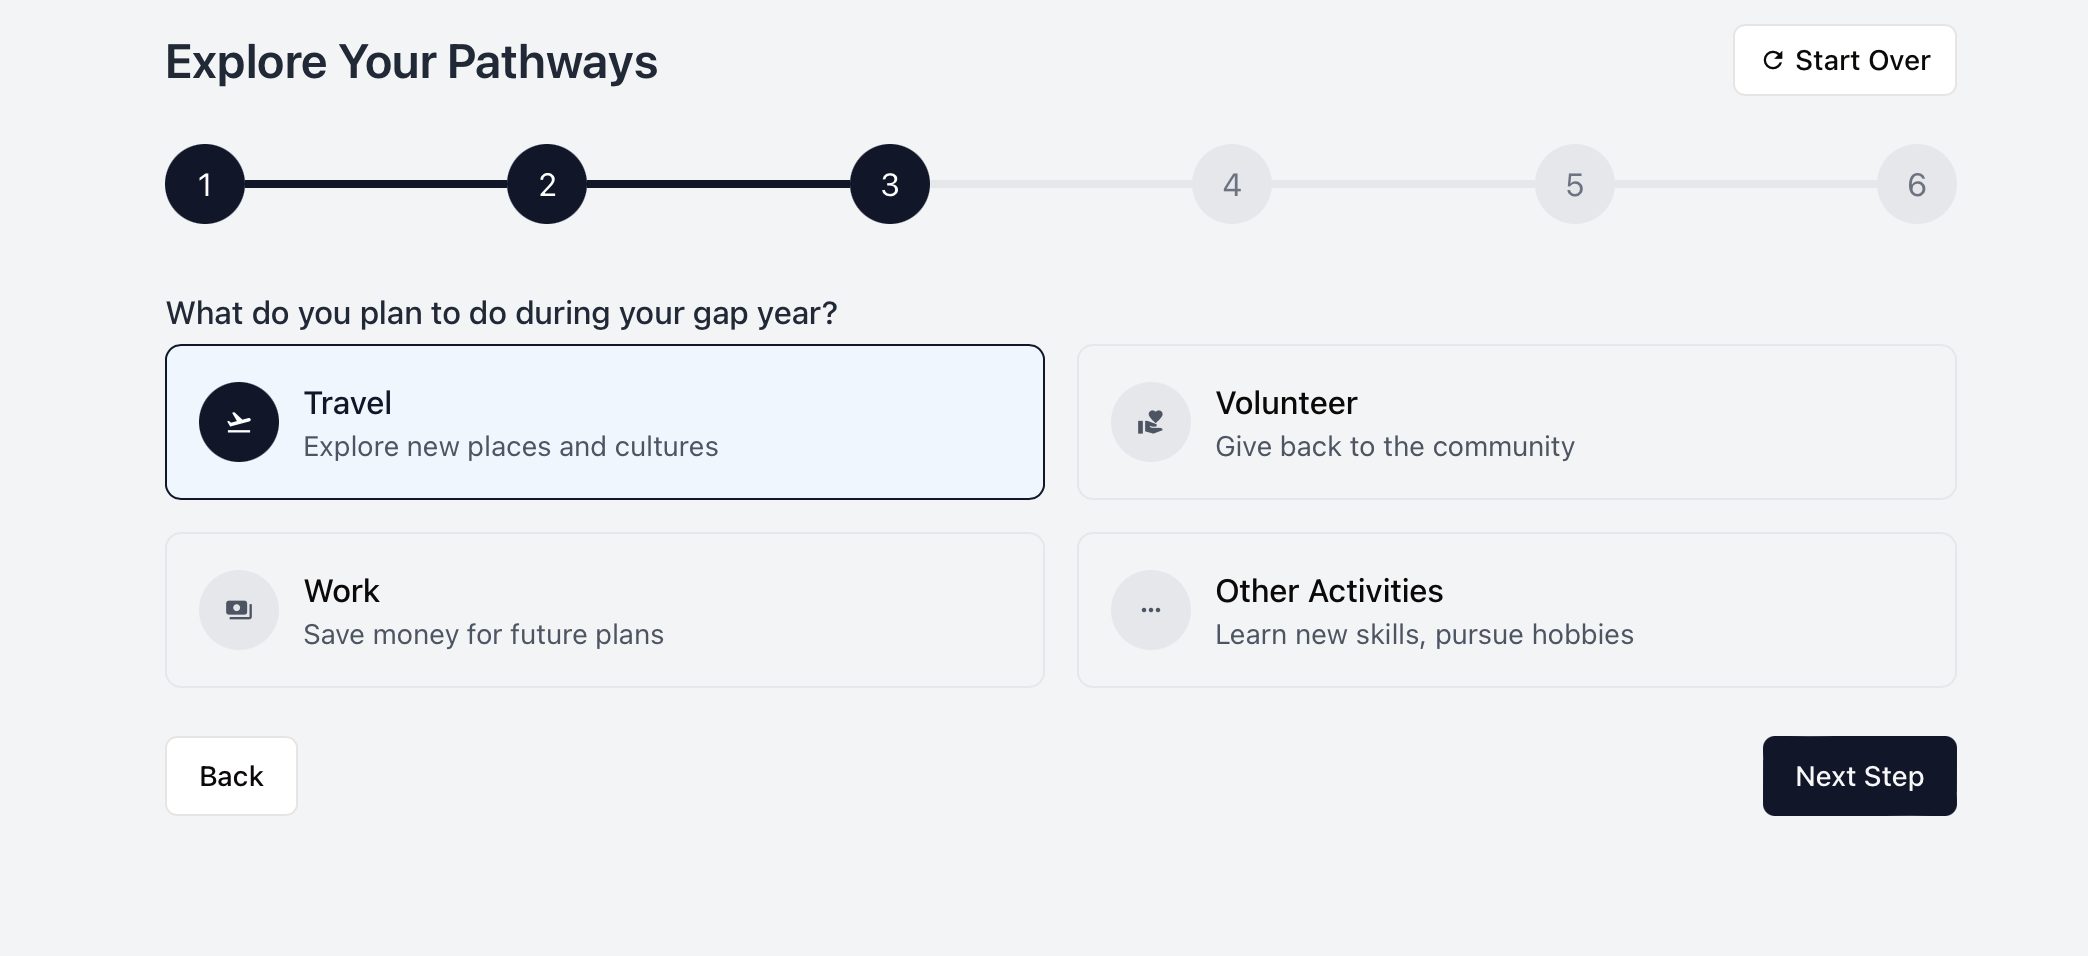 Explore Your Pathways
Start Over
1 2 3 4 5 6
What do you plan to do during your gap year?
Travel
Explore new places and cultures
Volunteer
Give back to the community
Work
Save money for future plans
Other Activities
Learn new skills, pursue hobbies
Back
Next Step